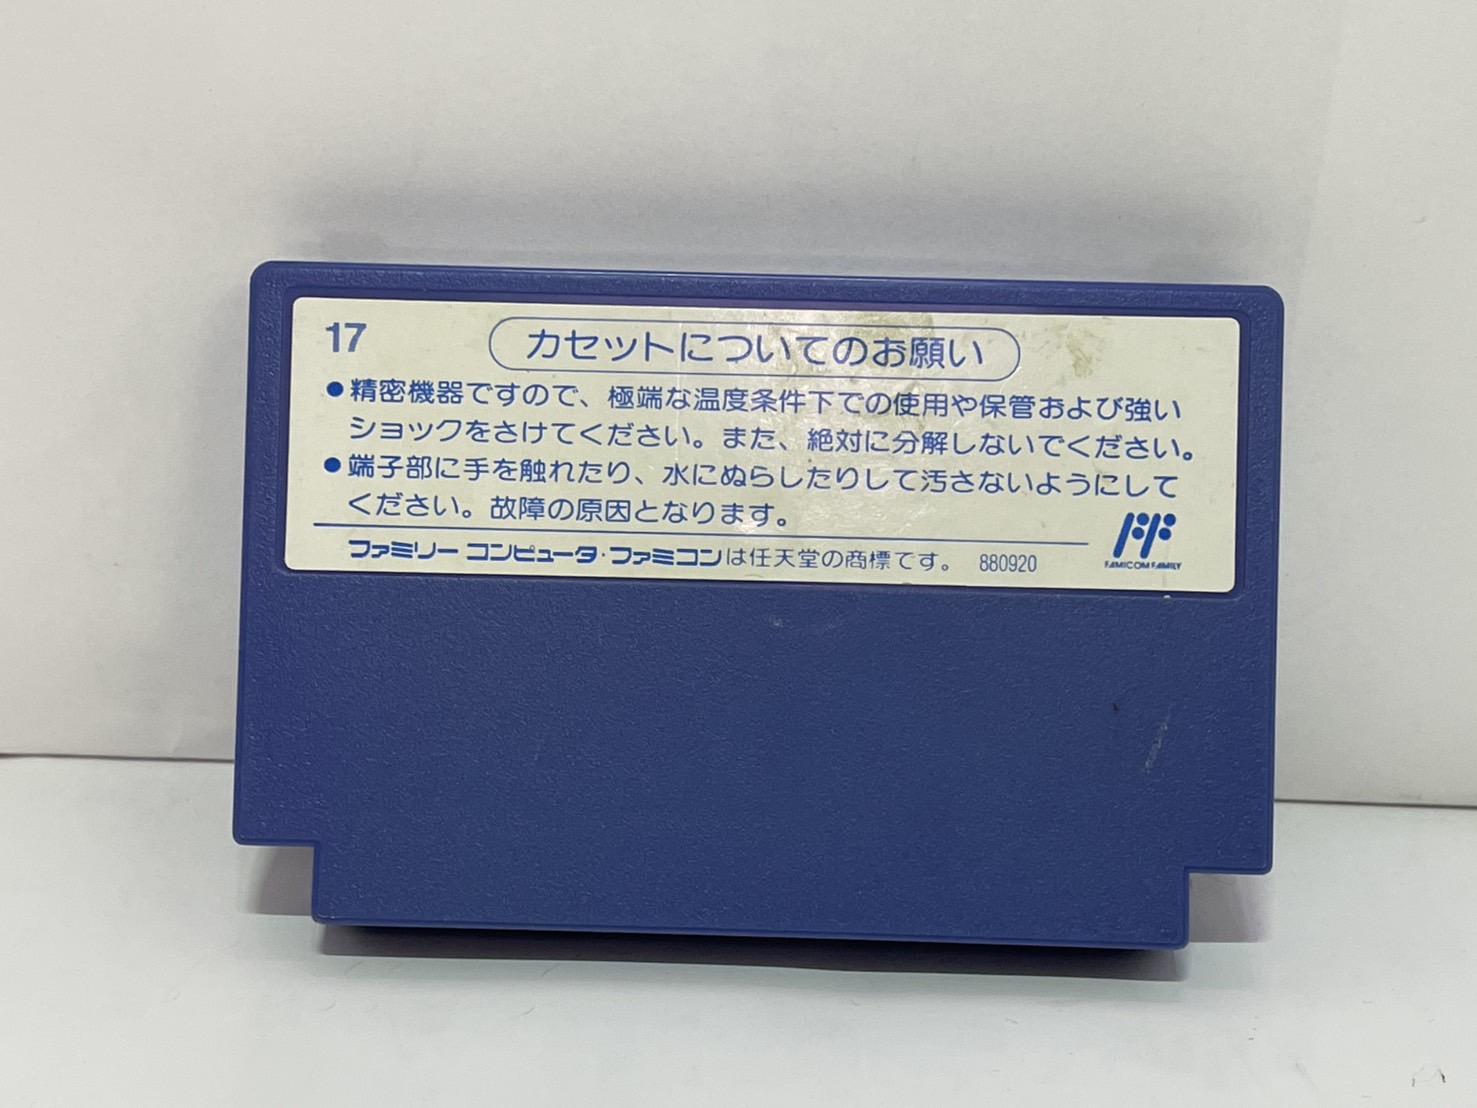 17
カセットについてのお願い
●精密機器ですので、極端な温度条件下での使用や保管および強い
ショックをさけてください。また、絶対に分解しないでください。
●端子部に手を触れたり、水にぬらしたりして汚さないようにして
ください。故障の原因となります。
ファミリー コンピュータ・ファミコンは任天堂の商標です。 880920
FAMICOM FAMILY